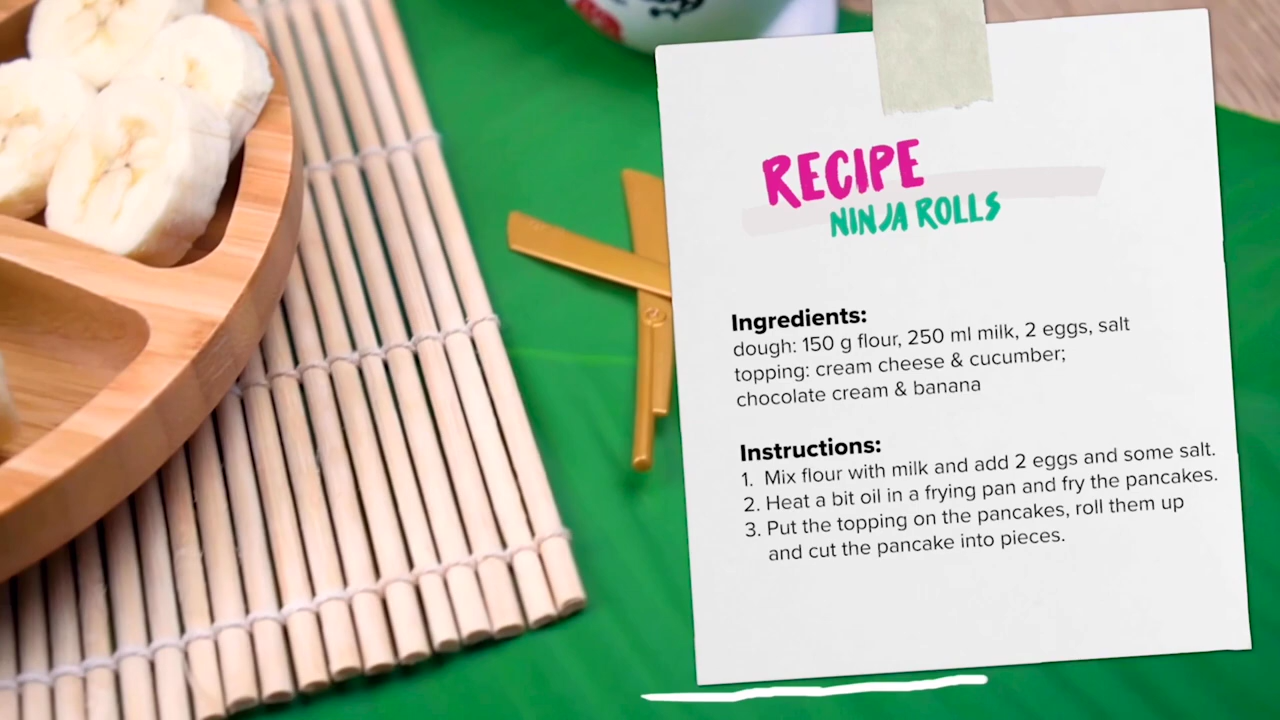 RECIPE
NINJA ROLLS
Ingredients:
dough: 150 g flour, 250 ml milk, 2 eggs, salt
topping: cream cheese & cucumber;
chocolate cream & banana
Instructions:
1. Mix flour with milk and add 2 eggs and some salt.
2. Heat a bit oil in a frying pan and fry the pancakes.
3. Put the topping on the pancakes, roll them up
and cut the pancake into pieces.